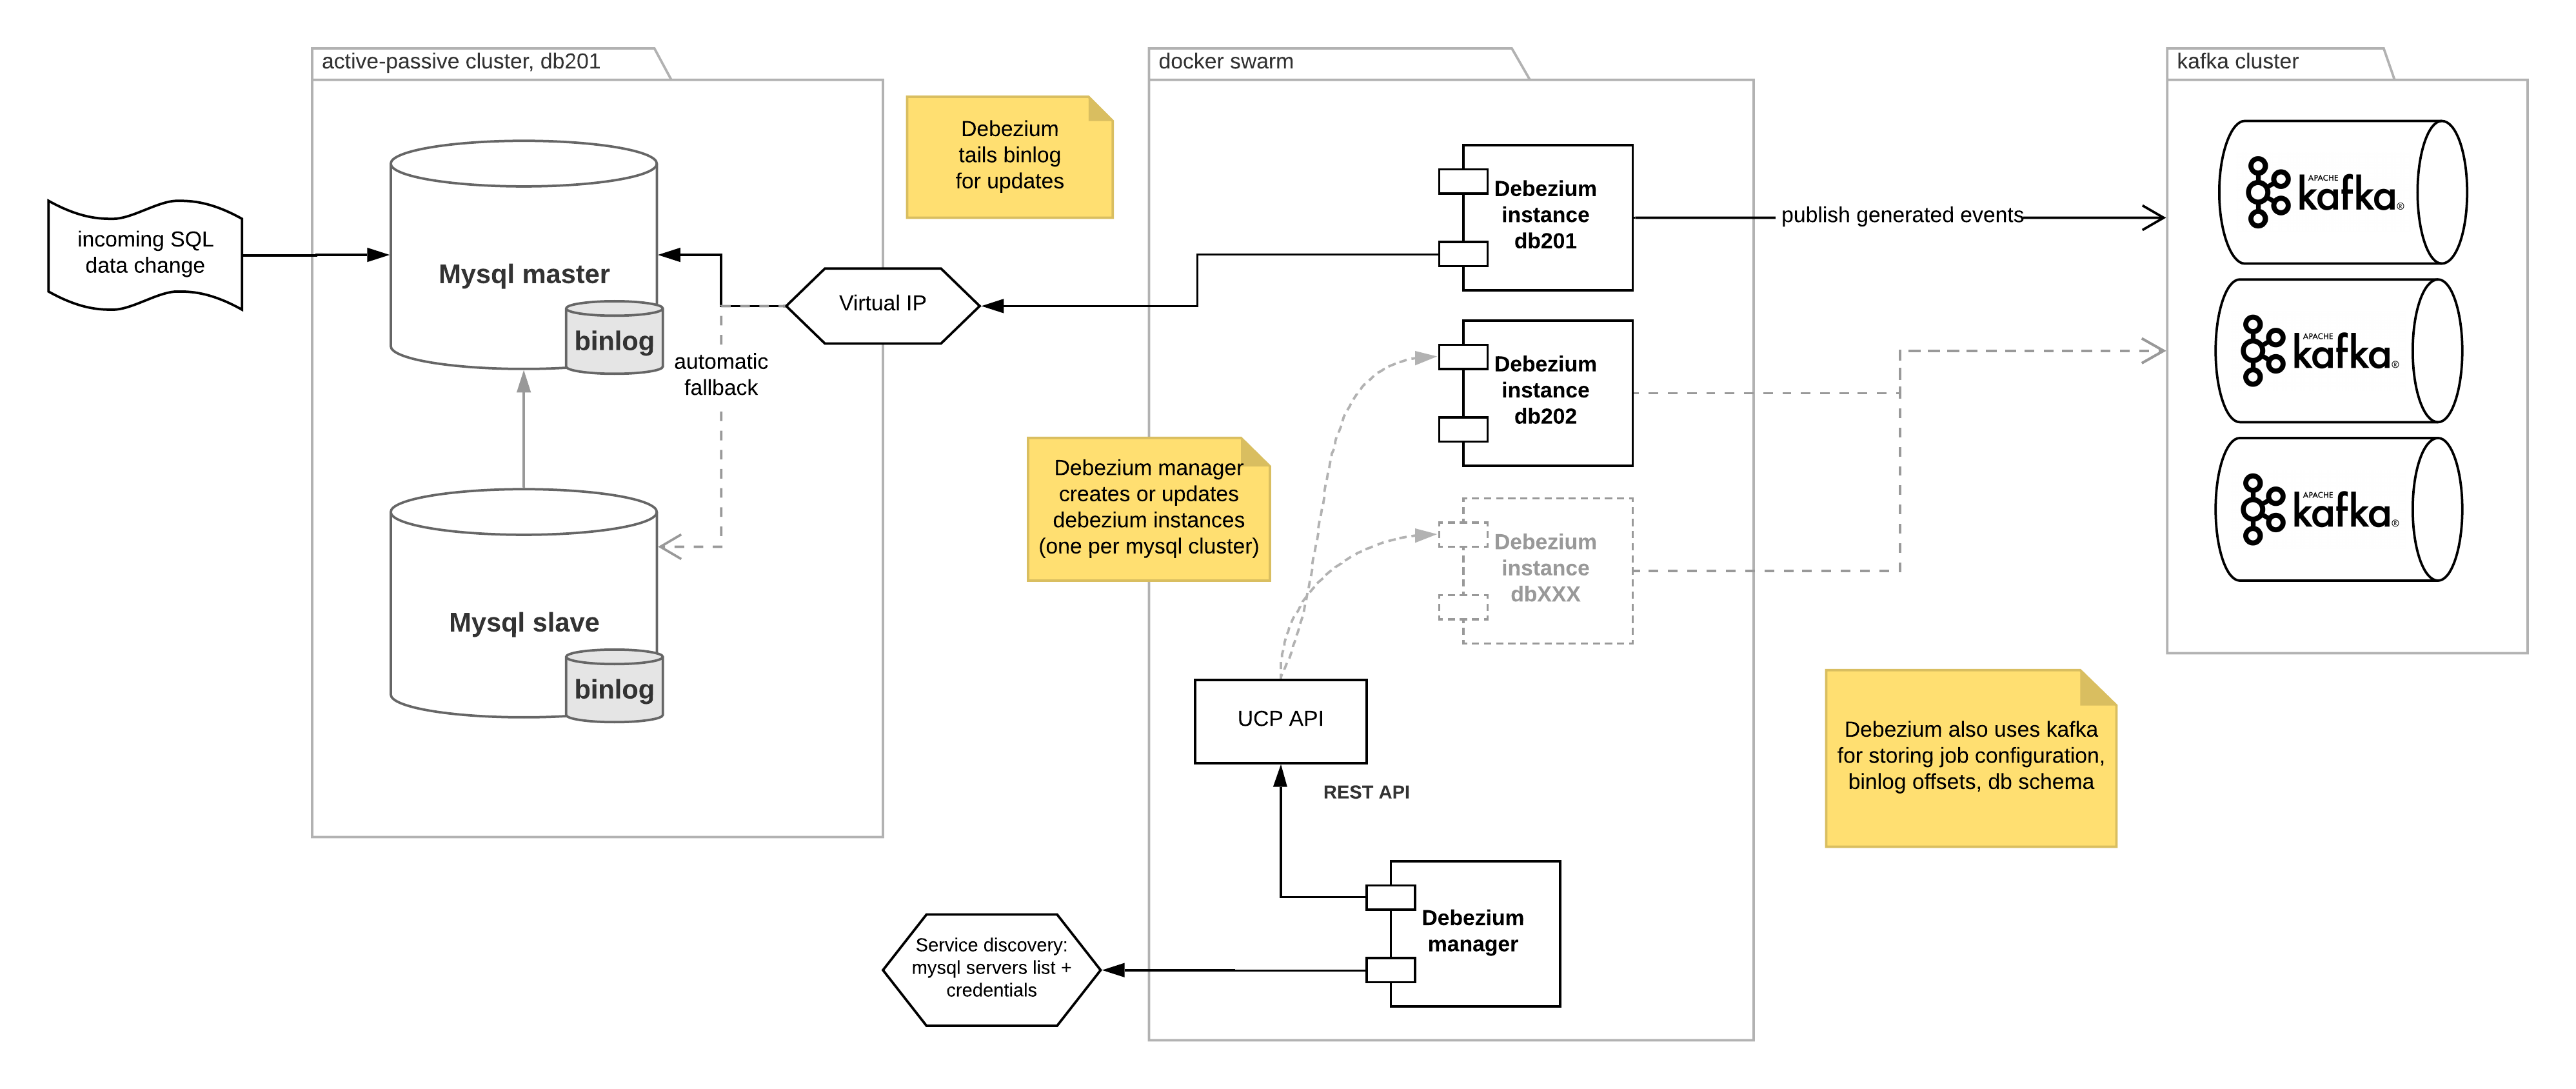 active-passive cluster, db201
docker swarm
kafka cluster
incoming SQL
data change
Mysql master
binlog
Mysql slave
binlog
automatic
fallback
Virtual IP
Debezium
tails binlog
for updates
Debezium
instance
db201
publish generated events
Debezium
instance
db202
Debezium
instance
dbXXX
Debezium manager
creates or updates
debezium instances
(one per mysql cluster)
APACHE
kafka®
APACHE
kafka®
APACHE
kafka®
UCP API
REST API
Debezium also uses kafka
for storing job configuration,
binlog offsets, db schema
Debezium
manager
Service discovery:
mysql servers list +
credentials